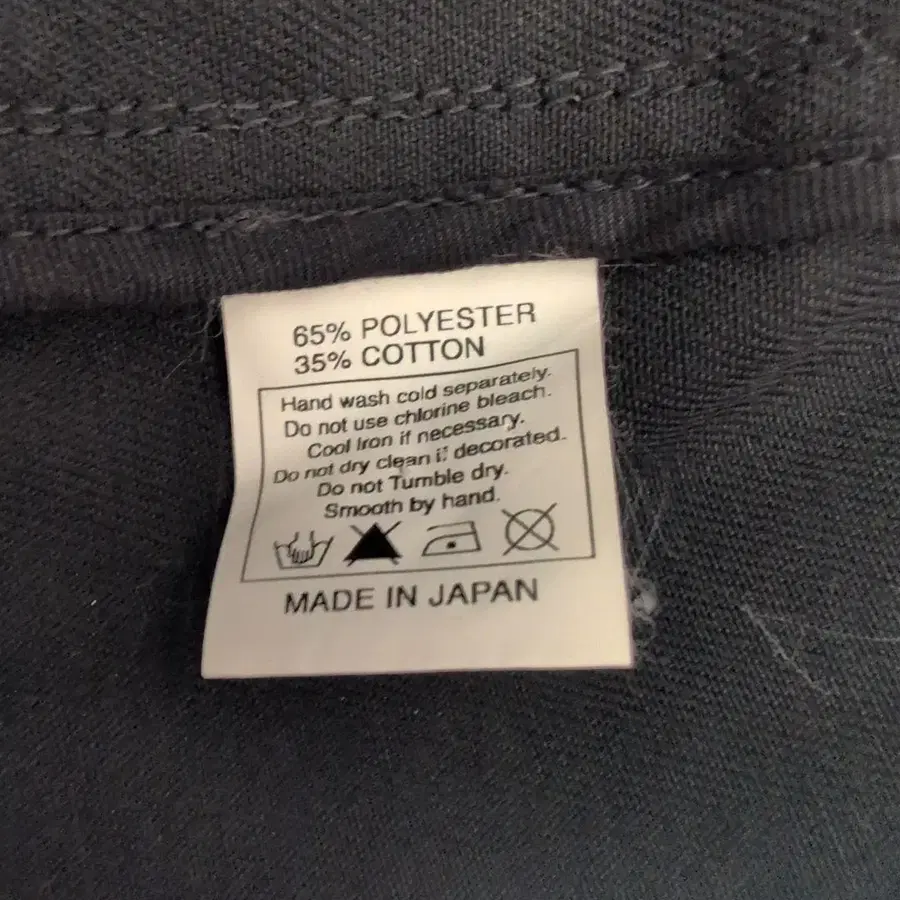 65% POLYESTER
35% COTTON
Hand wash cold separately.
Do not use chlorine bleach.
Cool Iron if necessary.
Do not dry clean if decorated.
Do not Tumble dry.
Smooth by hand.
MADE IN JAPAN